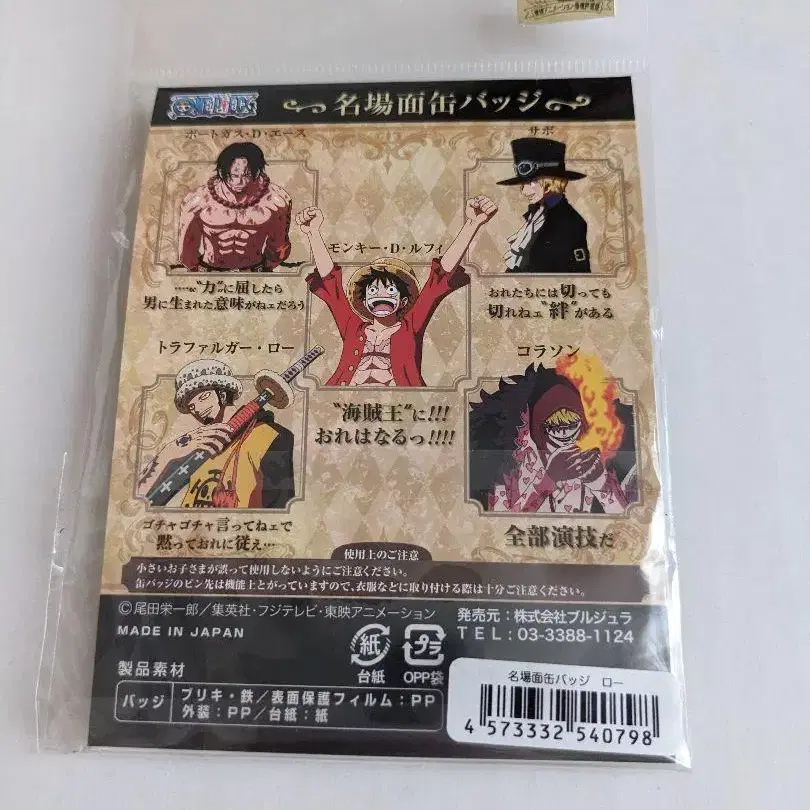 ONE PIECE 名場面缶バッジ
ポートガス・D・エース
サボ
モンキー・D・ルフィ
……“力”に屈したら
男に生まれた意味がねェだろう
おれたちには切っても
切れねェ“絆”がある
トラファルガー・ロー
コラソン
“海賊王”に!!!
おれはなるっ!!!!
ゴチャゴチャ言ってねェで
黙っておれに従え…
全部演技だ
使用上のご注意
小さいお子さまが誤って使用しないようにご注意ください。
缶バッジのピン先は機能上とがっていますので、衣服などに取り付ける際は十分ご注意ください。
©尾田栄一郎／集英社・フジテレビ・東映アニメーション
MADE IN JAPAN
発売元：株式会社ブルジュラ
TEL：03-3388-1124
紙
台紙
プラ
OPP袋
製品素材
バッジ
ブリキ・鉄／表面保護フィルム：PP
外装：PP／台紙：紙
名場面缶バッジ ロー
4 573332 540798